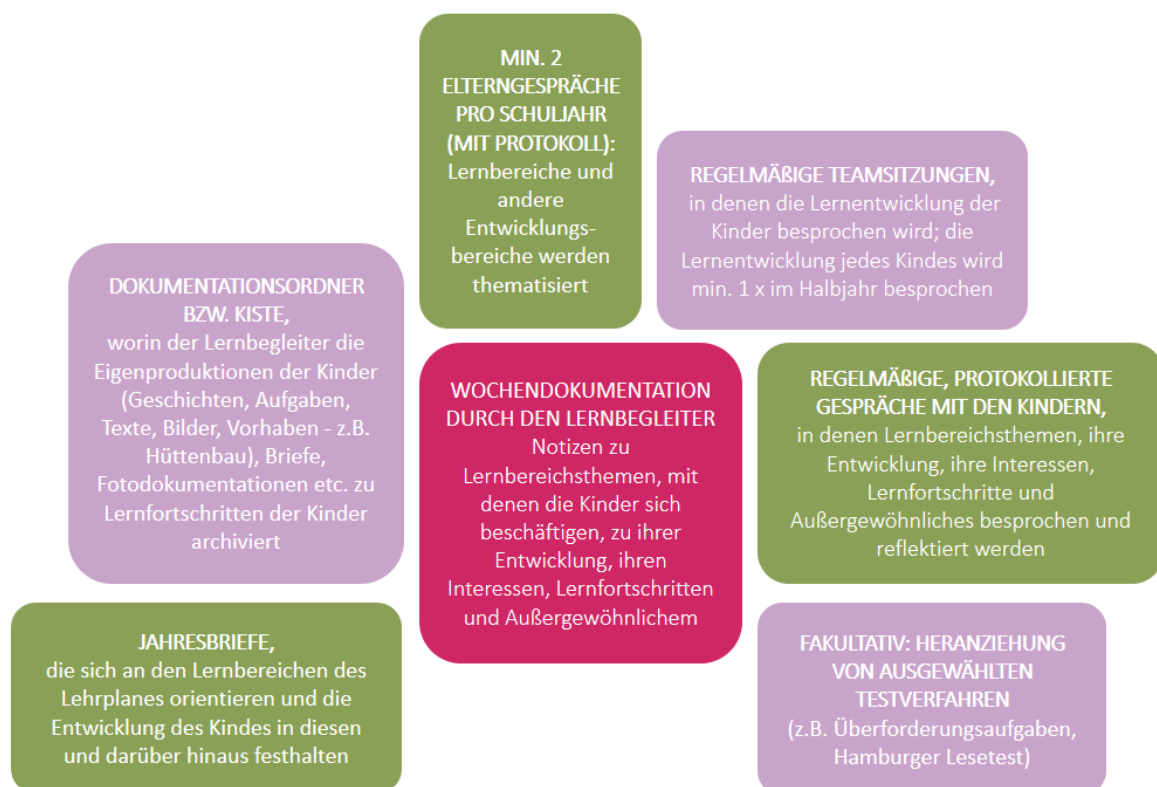 MIN. 2
ELTERNGESPRÄCHE
PRO SCHULJAHR
(MIT PROTOKOLL):
Lernbereiche und
andere
Entwicklungs-
bereiche werden
thematisiert
REGELMÄßIGE TEAMSITZUNGEN,
in denen die Lernentwicklung der
Kinder besprochen wird; die
Lernentwicklung jedes Kindes wird
min. 1 x im Halbjahr besprochen
DOKUMENTATIONSORDNER
BZW. KISTE,
worin der Lernbegleiter die
Eigenproduktionen der Kinder
(Geschichten, Aufgaben,
Texte, Bilder, Vorhaben - z.B.
Hüttenbau), Briefe,
Fotodokumentationen etc. zu
Lernfortschritten der Kinder
archiviert
WOCHENDOKUMENTATION
DURCH DEN LERNBEGLEITER
Notizen zu
Lernbereichsthemen, mit
denen die Kinder sich
beschäftigen, zu ihrer
Entwicklung, ihren
Interessen, Lernfortschritten
und Außergewöhnlichem
REGELMÄßIGE, PROTOKOLLIERTE
GESPRÄCHE MIT DEN KINDERN,
in denen Lernbereichsthemen, ihre
Entwicklung, ihre Interessen,
Lernfortschritte und
Außergewöhnliches besprochen und
reflektiert werden
JAHRESBRIEFE,
die sich an den Lernbereichen des
Lehrplanes orientieren und die
Entwicklung des Kindes in diesen
und darüber hinaus festhalten
FAKULTATIV: HERANZIEHUNG
VON AUSGEWÄHLTEN
TESTVERFAHREN
(z.B. Überforderungsaufgaben,
Hamburger Lesetest)